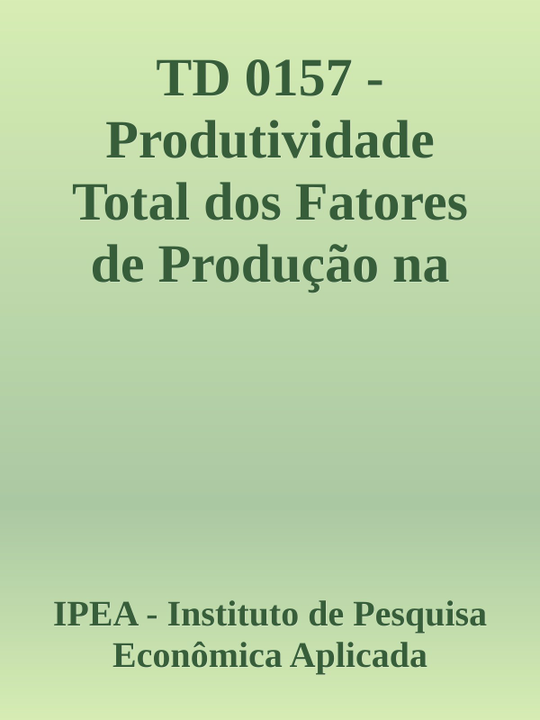 TD 0157 -
Produtividade
Total dos Fatores
de Produção na
IPEA - Instituto de Pesquisa
Econômica Aplicada